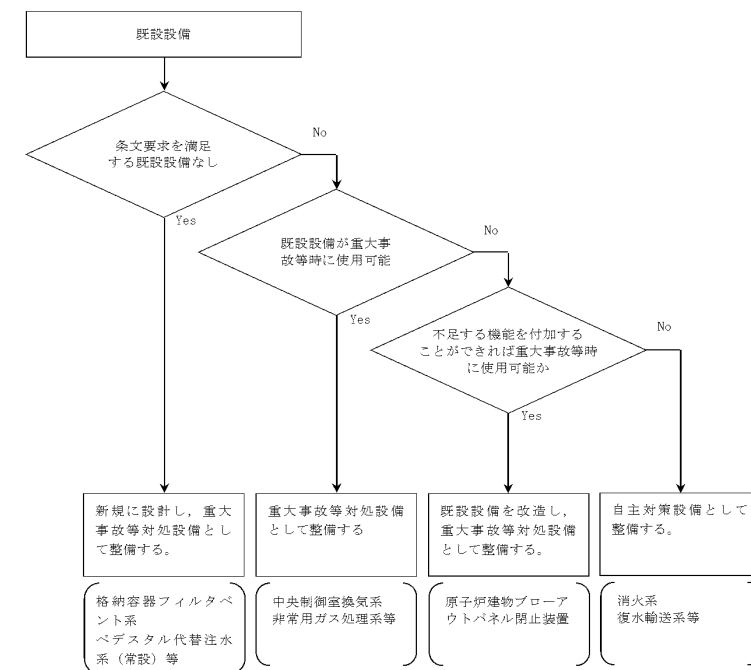 既設設備
条文要求を満足
する既設設備なし
No
Yes
既設設備が重大事
故等時に使用可能
No
Yes
不足する機能を付加する
ことができれば重大事故等時
に使用可能か
No
Yes
新規に設計し，重大
事故等対処設備とし
て整備する。
重大事故等対処設備
として整備する
既設設備を改造し，
重大事故等対処設備
として整備する。
自主対策設備として
整備する。
格納容器フィルタベ
ント系
ペデスタル代替注水
系（常設）等
中央制御室換気系
非常用ガス処理系等
原子炉建物ブローア
ウトパネル閉止装置
消火系
復水輸送系等